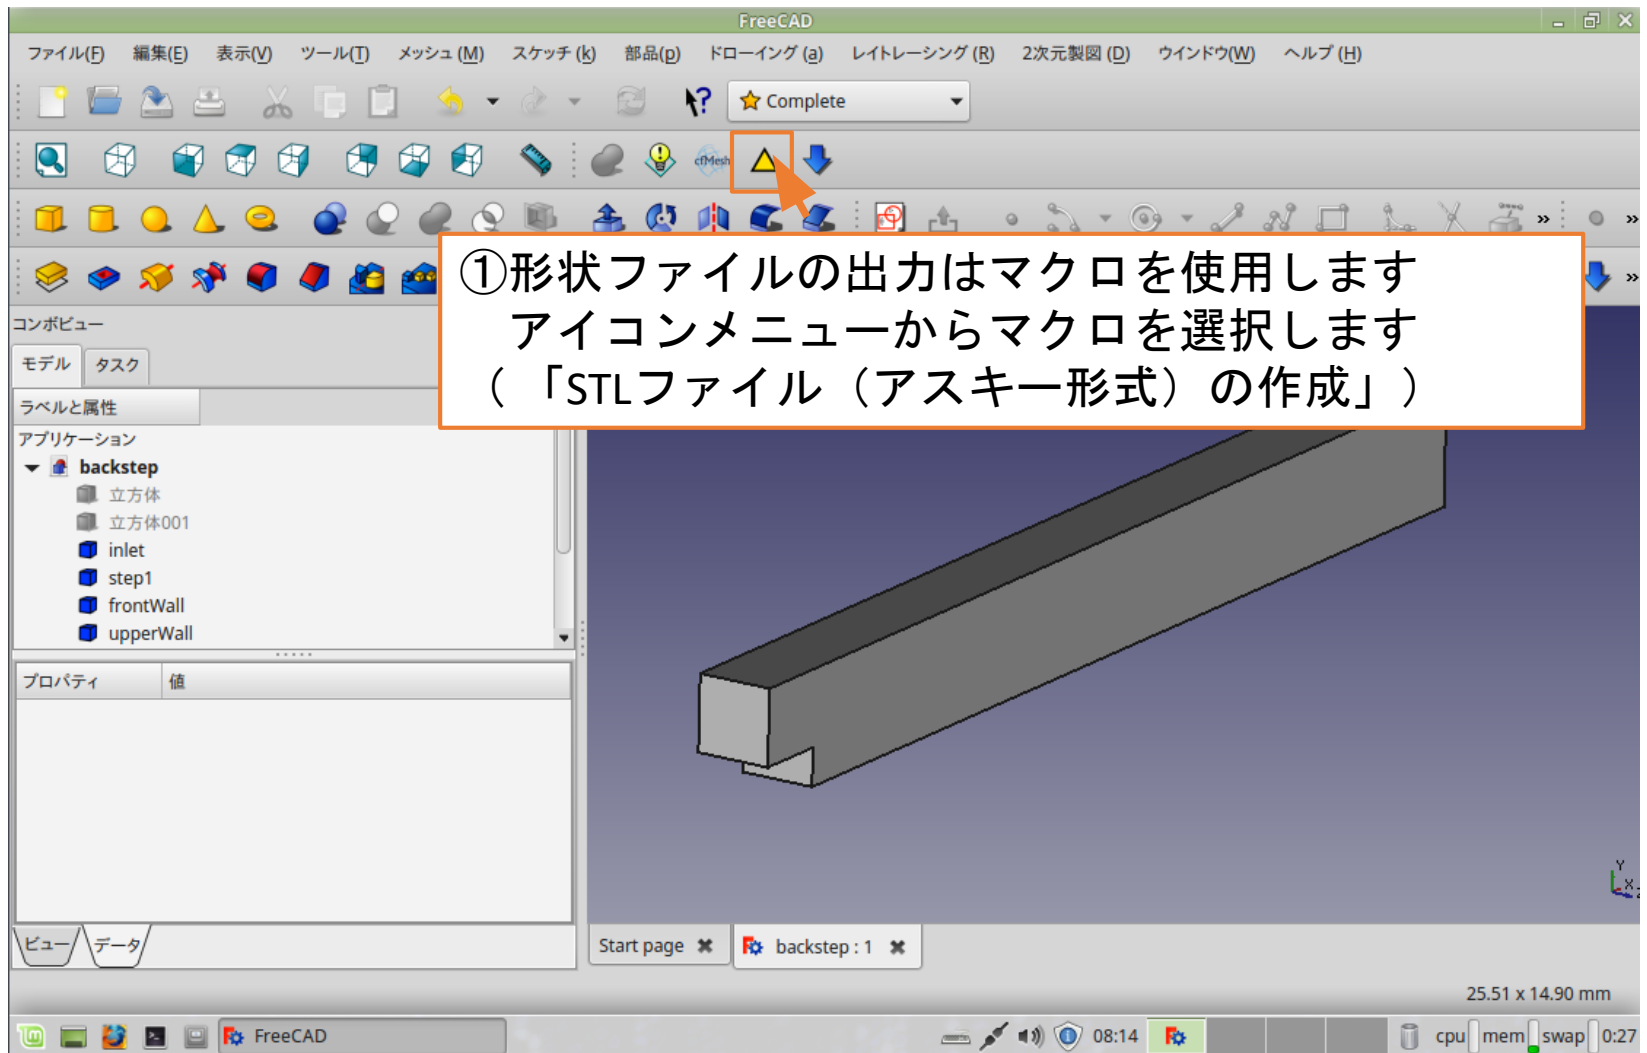 FreeCAD
ファイル(F) 編集(E) 表示(V) ツール(T) メッシュ (M) スケッチ (k) 部品(p) ドローイング (a) レイトレーシング (R) 2次元製図 (D) ウインドウ(W) ヘルプ (H)
Complete
cfMesh
①形状ファイルの出力はマクロを使用します
アイコンメニューからマクロを選択します
（「STLファイル（アスキー形式）の作成」）
コンボビュー
モデル タスク
ラベルと属性
アプリケーション
backstep
立方体
立方体001
inlet
step1
frontWall
upperWall
プロパティ 値
Y
X
Z
ビュー データ
Start page backstep : 1
25.51 x 14.90 mm
FreeCAD 08:14 cpu mem swap 0:27